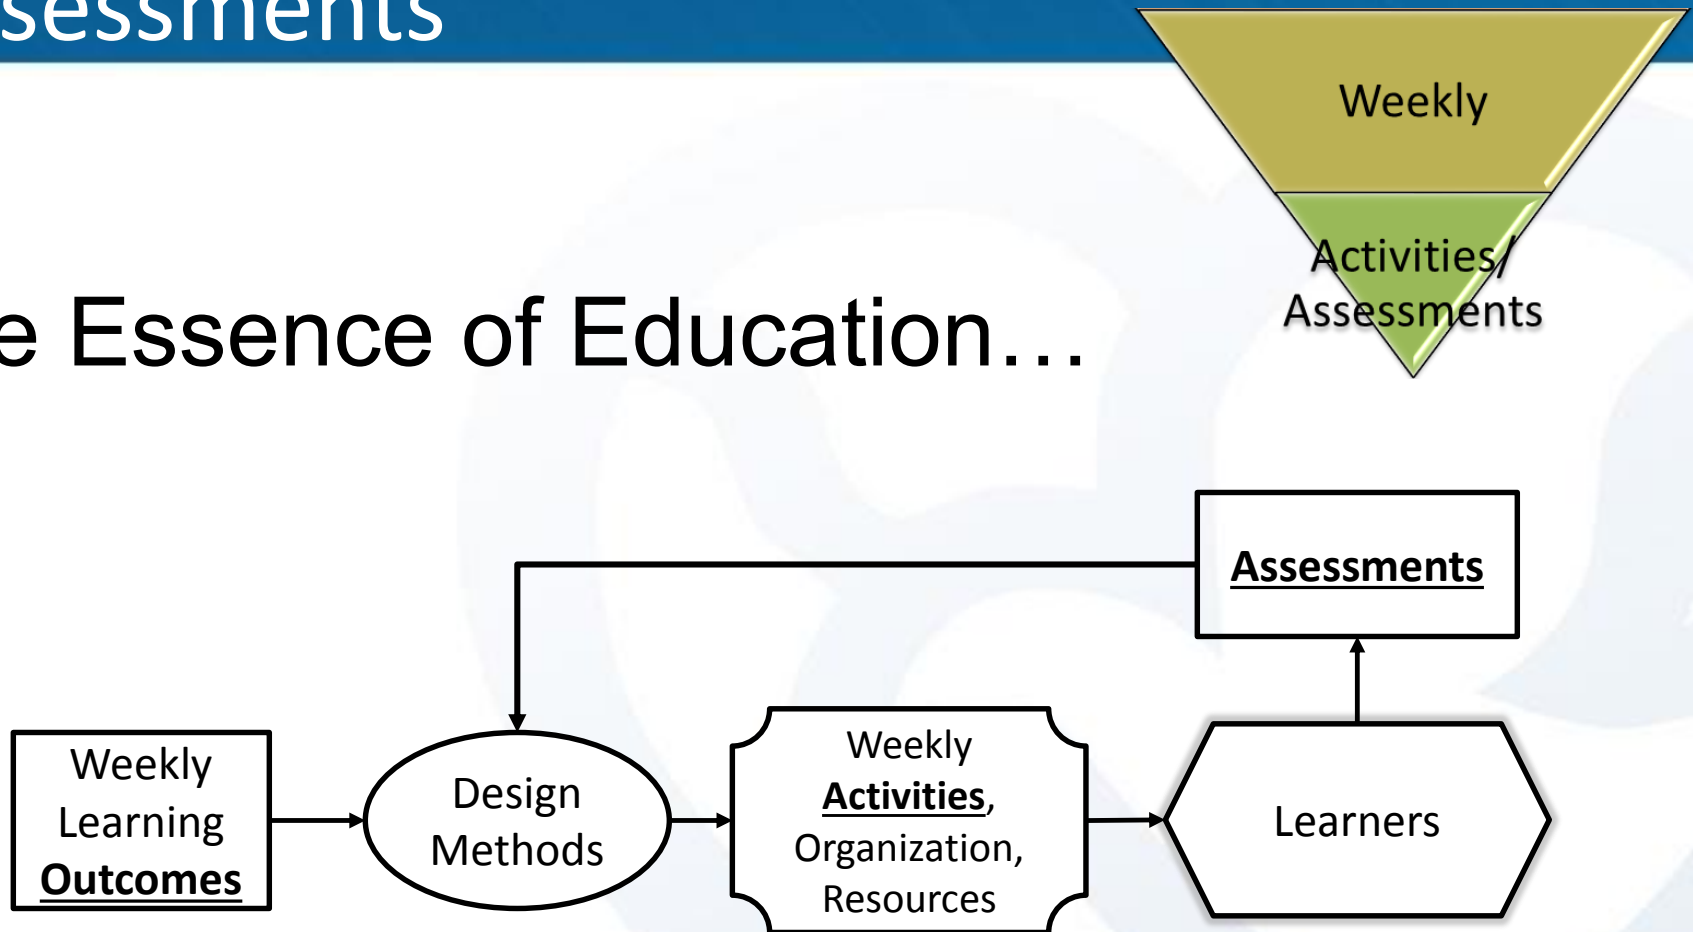 sessments
Weekly
Activities/
Assessments
e Essence of Education…
Assessments
Weekly
Learning
Outcomes
Design
Methods
Weekly
Activities,
Organization,
Resources
Learners